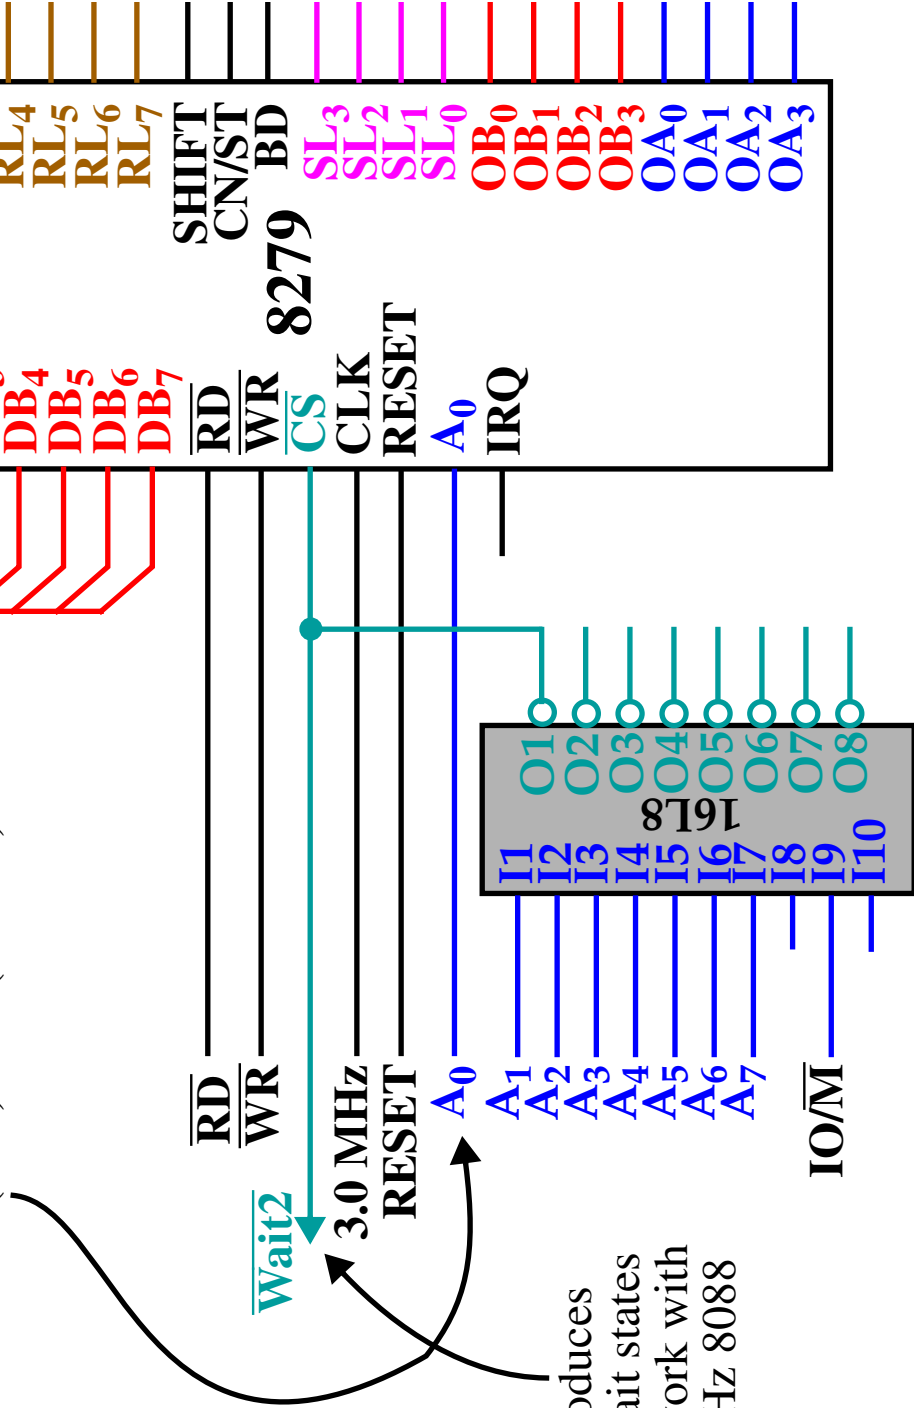 RL4
RL5
RL6
RL7
SHIFT
CN/ST
BD
SL3
SL2
SL1
SL0
OB0
OB1
OB2
OB3
OA0
OA1
OA2
OA3
8279
DB4
DB5
DB6
DB7
RD
WR
CS
CLK
RESET
A0
IRQ
O1
O2
O3
O4
O5
O6
O7
O8
16L8
I1
I2
I3
I4
I5
I6
I7
I8
I9
I10
RD
WR
Wait2
3.0 MHz
RESET
A0
A1
A2
A3
A4
A5
A6
A7
IO/M
oduces
ait states
ork with
Hz 8088